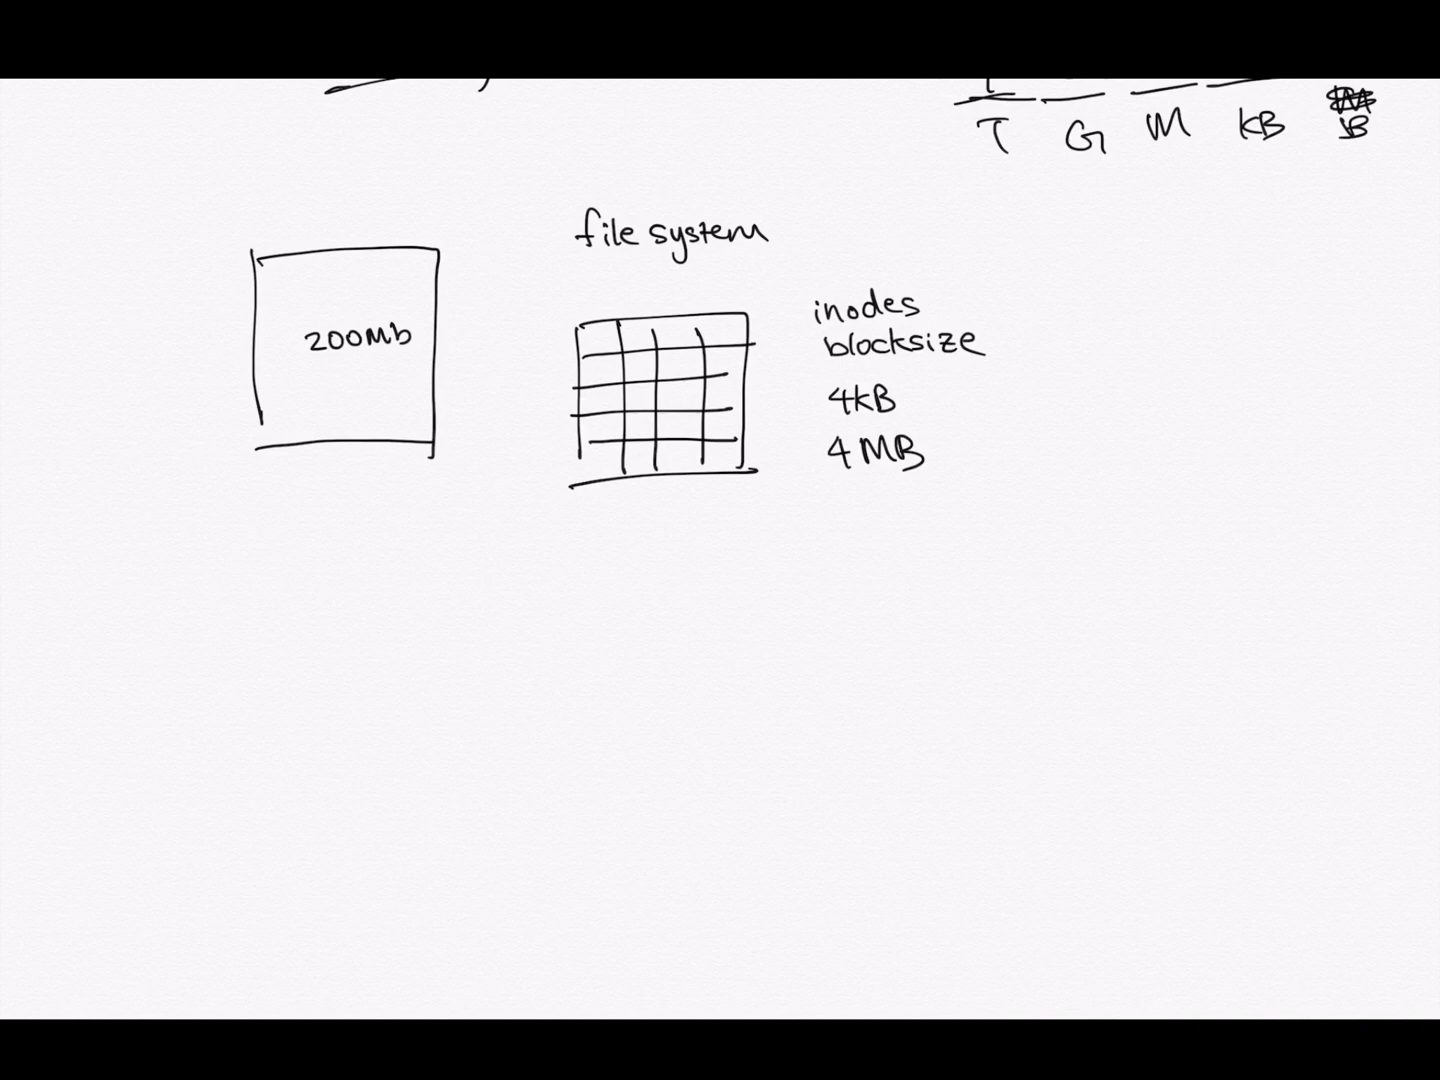 T G M KB B
file system
200Mb
inodes
blocksize
4kB
4MB